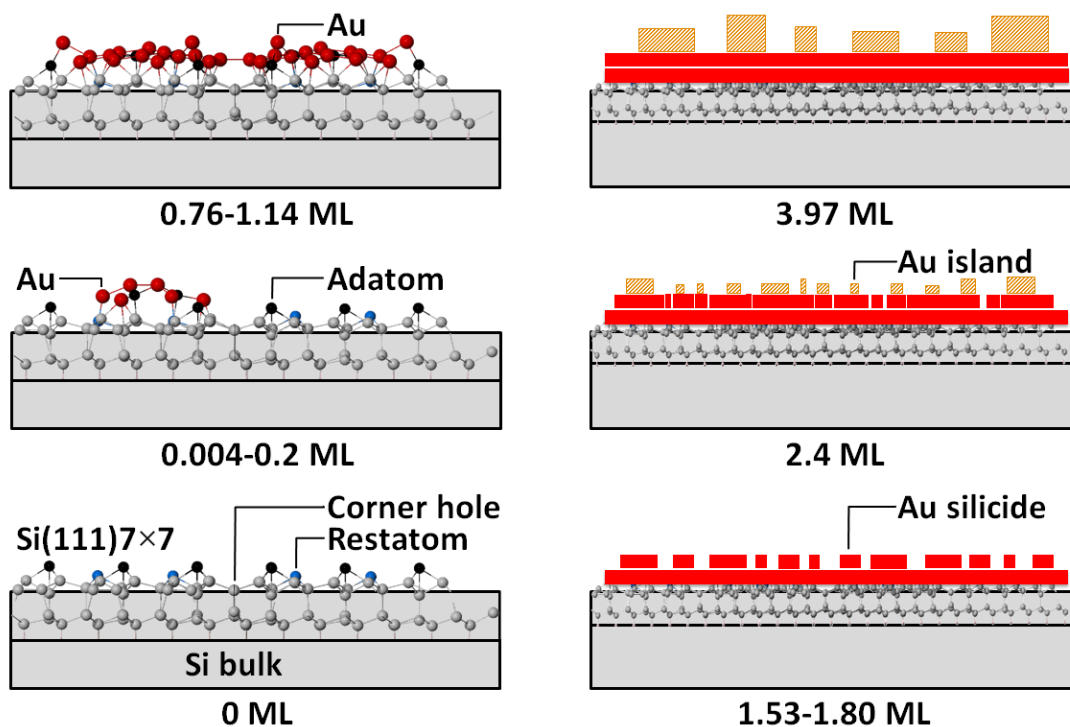 Au
0.76-1.14 ML
3.97 ML
Au
Adatom
0.004-0.2 ML
Au island
2.4 ML
Si(111)7×7
Corner hole
Restatom
Si bulk
0 ML
Au silicide
1.53-1.80 ML